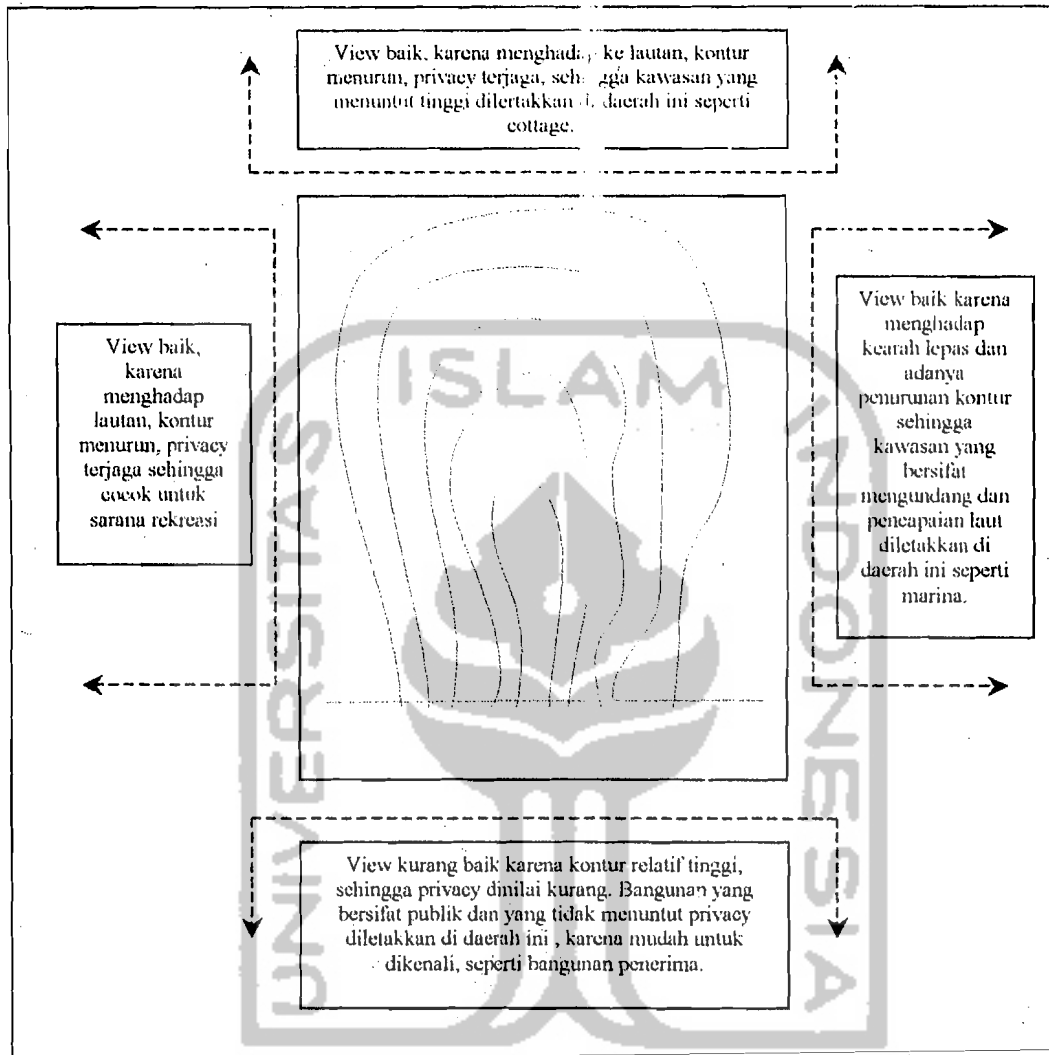 View baik, karena menghadap ke lautan, kontur
menurun, privacy terjaga, sehingga kawasan yang
menuntut tinggi dilertakkan di daerah ini seperti
cottage.
View baik,
karena
menghadap
lautan, kontur
menurun, privacy
terjaga sehingga
cocok untuk
sarana rekreasi
View baik karena
menghadap
kearah lepas dan
adanya
penurunan kontur
sehingga
kawasan yang
bersifat
mengundang dan
pencapaian laut
diletakkan di
daerah ini seperti
marina.
View kurang baik karena kontur relatif tinggi,
sehingga privacy dinilai kurang. Bangunan yang
bersifat publik dan yang tidak menuntut privacy
diletakkan di daerah ini , karena mudah untuk
dikenali, seperti bangunan penerima.
UNIVERSITAS
ISLAM
INDONESIA